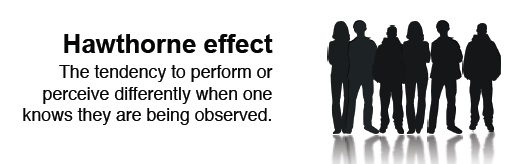 Hawthorne effect
The tendency to perform or
perceive differently when one
knows they are being observed.